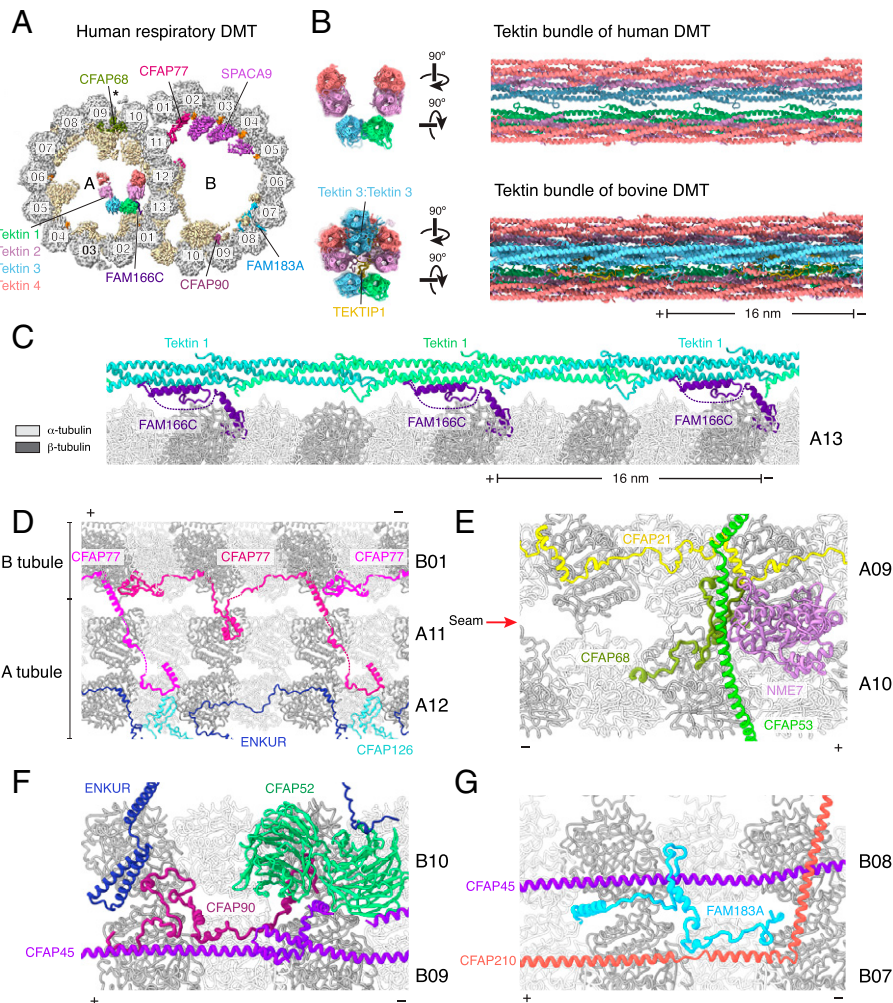 A
Human respiratory DMT
CFAP68
CFAP77
SPACA9
*
09
10
01
02
03
04
05
06
07
08
11
12
13
A
B
08
07
06
05
04
03
02
01
10
09
08
07
Tektin 1
Tektin 2
Tektin 3
Tektin 4
FAM166C
CFAP90
FAM183A
B
Tektin bundle of human DMT
90°
90°
Tektin 3:Tektin 3
Tektin bundle of bovine DMT
90°
90°
TEKTIP1
+ 16 nm −
C
Tektin 1
Tektin 1
Tektin 1
FAM166C
FAM166C
FAM166C
α-tubulin
β-tubulin
A13
+ 16 nm −
D
+ −
CFAP77
CFAP77
CFAP77
B tubule
A tubule
B01
A11
A12
ENKUR
CFAP126
E
CFAP21
A09
Seam
CFAP68
NME7
A10
CFAP53
− +
F
ENKUR
CFAP52
B10
CFAP90
CFAP45
B09
+ −
G
B08
CFAP45
FAM183A
CFAP210
B07
+ −